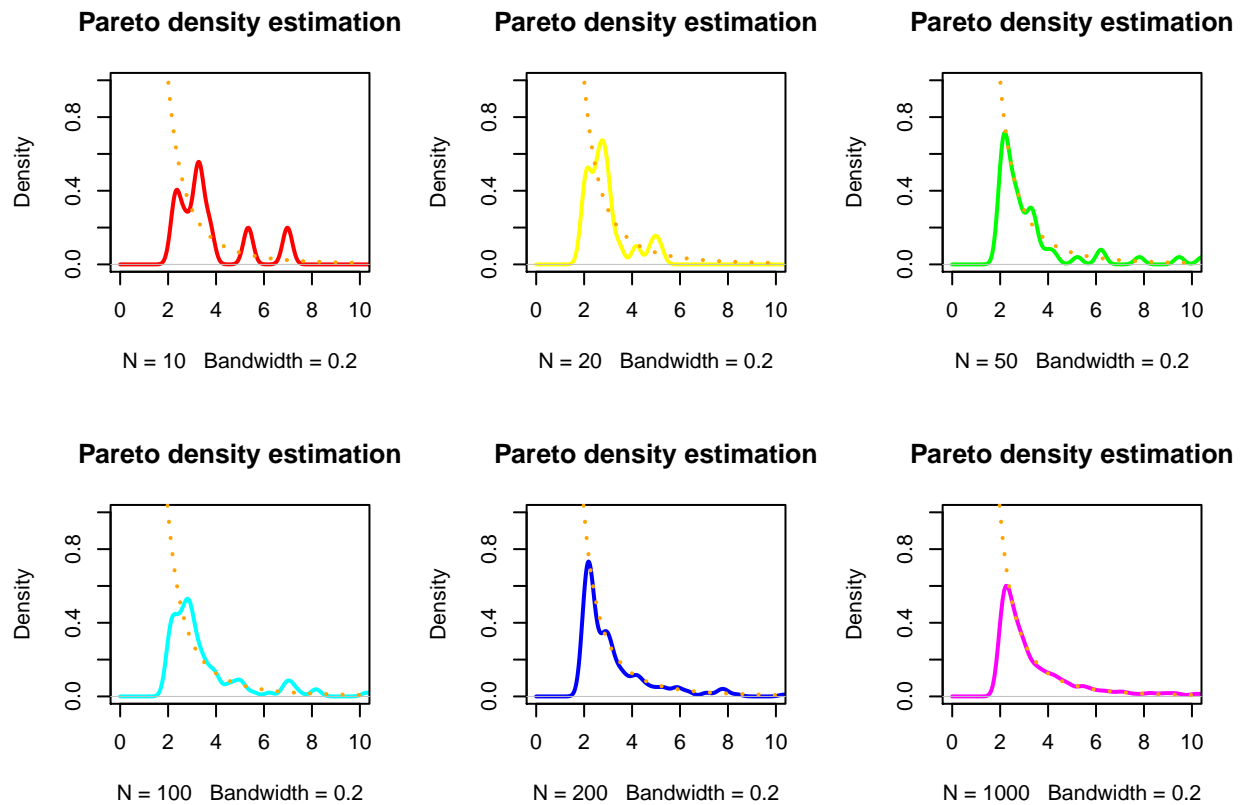 Pareto density estimation
Density
0.0 0.4 0.8
0 2 4 6 8 10
N = 10 Bandwidth = 0.2
Pareto density estimation
Density
0.0 0.4 0.8
0 2 4 6 8 10
N = 20 Bandwidth = 0.2
Pareto density estimation
Density
0.0 0.4 0.8
0 2 4 6 8 10
N = 50 Bandwidth = 0.2
Pareto density estimation
Density
0.0 0.4 0.8
0 2 4 6 8 10
N = 100 Bandwidth = 0.2
Pareto density estimation
Density
0.0 0.4 0.8
0 2 4 6 8 10
N = 200 Bandwidth = 0.2
Pareto density estimation
Density
0.0 0.4 0.8
0 2 4 6 8 10
N = 1000 Bandwidth = 0.2